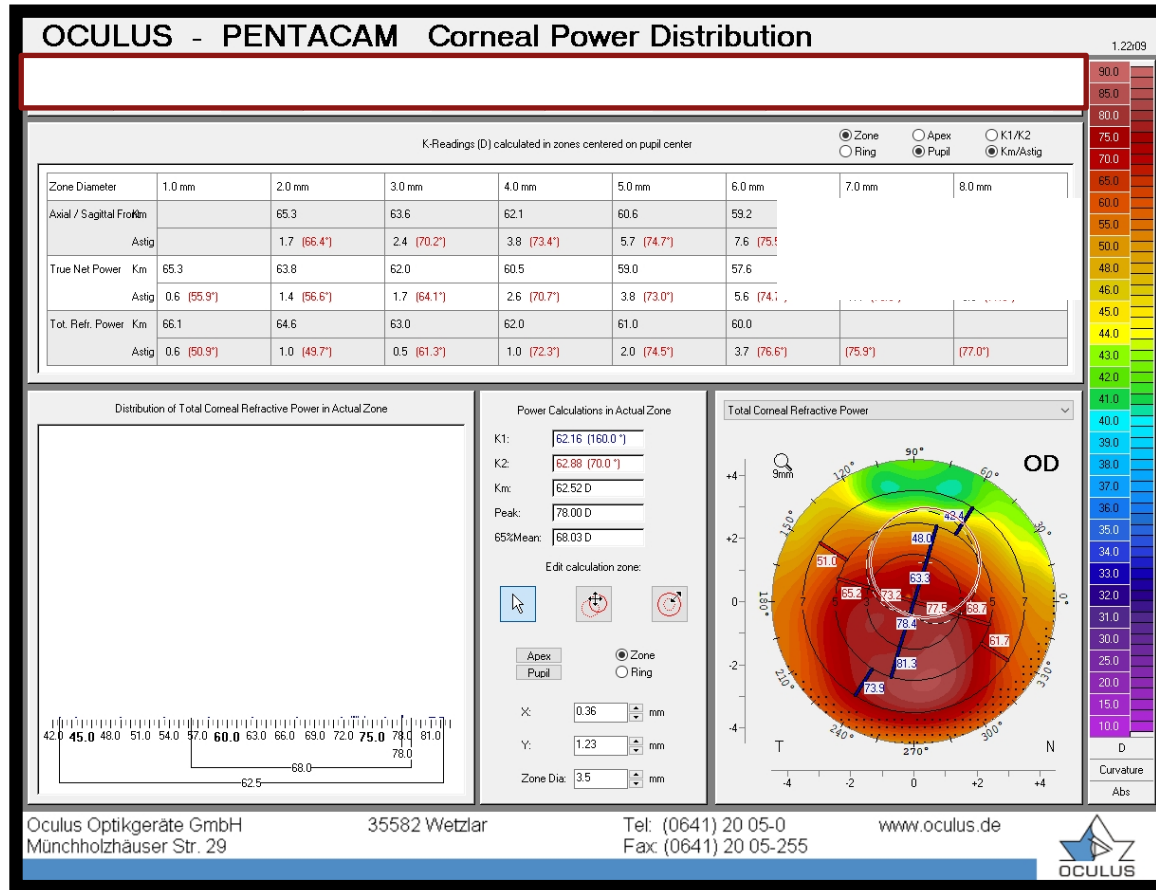 OCULUS - PENTACAM Corneal Power Distribution
1.22r09
K-Readings (D) calculated in zones centered on pupil center
Zone Apex K1/K2
Ring Pupil Km/Astig
Zone Diameter 1.0 mm 2.0 mm 3.0 mm 4.0 mm 5.0 mm 6.0 mm 7.0 mm 8.0 mm
Axial / Sagittal Front Km 65.3 63.6 62.1 60.6 59.2
Astig 1.7 (66.4°) 2.4 (70.2°) 3.8 (73.4°) 5.7 (74.7°) 7.6
True Net Power Km 65.3 63.8 62.0 60.5 59.0 57.6
Astig 0.6 (55.9°) 1.4 (56.6°) 1.7 (64.1°) 2.6 (70.7°) 3.8 (73.0°) 5.6
Tot. Refr. Power Km 66.1 64.6 63.0 62.0 61.0 60.0
Astig 0.6 (50.9°) 1.0 (49.7°) 0.5 (61.3°) 1.0 (72.3°) 2.0 (74.5°) 3.7 (76.6°) (75.9°) (77.0°)
Distribution of Total Corneal Refractive Power in Actual Zone
42.0 45.0 48.0 51.0 54.0 57.0 60.0 63.0 66.0 69.0 72.0 75.0 78.0 81.0
78.0
68.0
62.5
Power Calculations in Actual Zone
K1: 62.16 (160.0 °)
K2: 62.88 (70.0 °)
Km: 62.52 D
Peak: 78.00 D
65%Mean: 68.03 D
Edit calculation zone:
Apex Zone
Pupil Ring
X: 0.36 mm
Y: 1.23 mm
Zone Dia: 3.5 mm
Total Corneal Refractive Power
9mm
OD
90°
120° 60°
150° 30°
180° 0°
210° 330°
240° 300°
270°
+4
+2
0
-2
-4
42.4
48.0
51.0
63.3
65.2 73.2 77.5 68.7
78.4
61.7
81.3
73.9
7 5 3 5 7
T N
-4 -2 0 +2 +4
90.0
85.0
80.0
75.0
70.0
65.0
60.0
55.0
50.0
48.0
46.0
45.0
44.0
43.0
42.0
41.0
40.0
39.0
38.0
37.0
36.0
35.0
34.0
33.0
32.0
31.0
30.0
25.0
20.0
15.0
10.0
D
Curvature
Abs
Oculus Optikgeräte GmbH 35582 Wetzlar Tel: (0641) 20 05-0 www.oculus.de
Münchholzhäuser Str. 29 Fax: (0641) 20 05-255
OCULUS